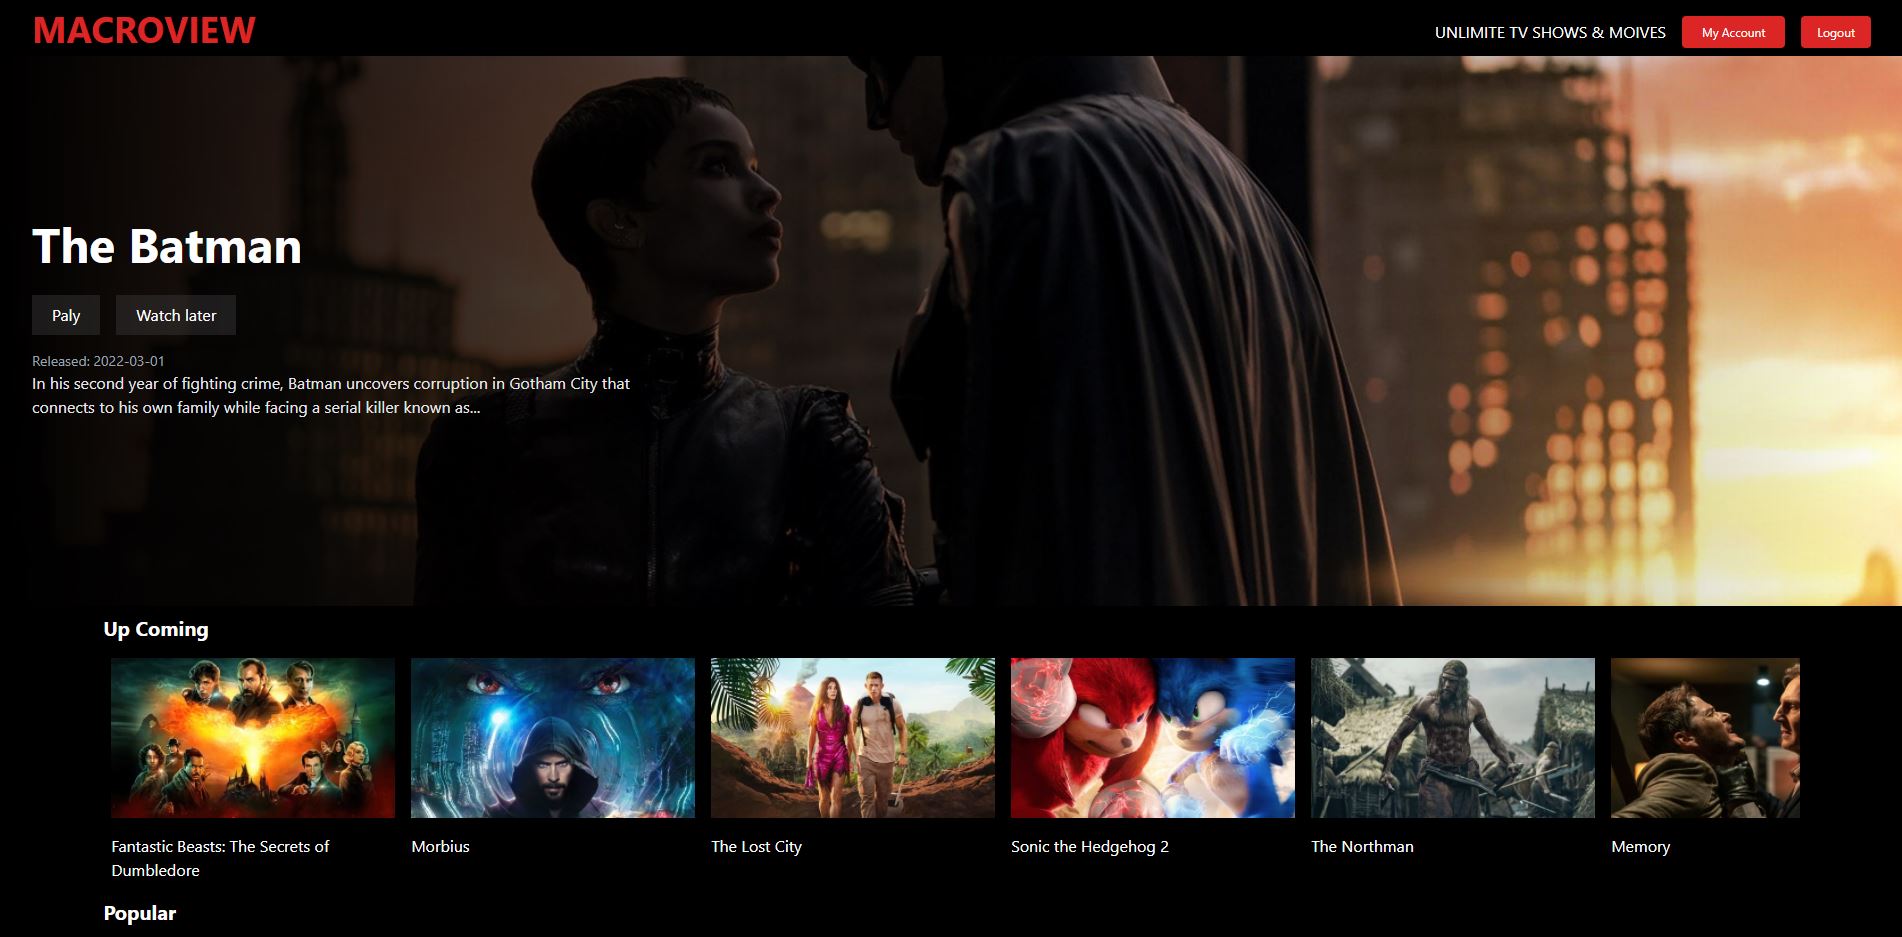 MACROVIEW
UNLIMITE TV SHOWS & MOIVES
My Account
Logout
The Batman
Paly
Watch later
Released: 2022-03-01
In his second year of fighting crime, Batman uncovers corruption in Gotham City that
connects to his own family while facing a serial killer known as...
Up Coming
Fantastic Beasts: The Secrets of
Dumbledore
Morbius
The Lost City
Sonic the Hedgehog 2
The Northman
Memory
Popular